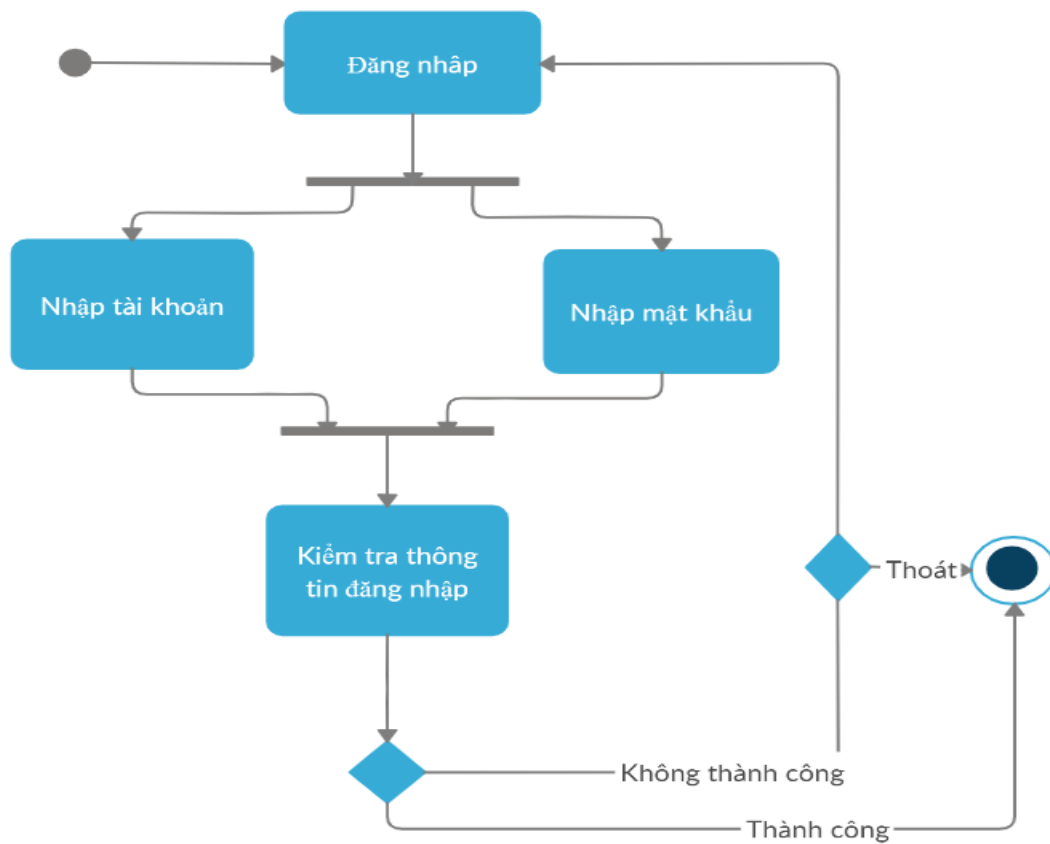 Đăng nhâp
Nhập tài khoản
Nhập mật khẩu
Kiểm tra thông
tin đăng nhập
Thoát
Không thành công
Thành công